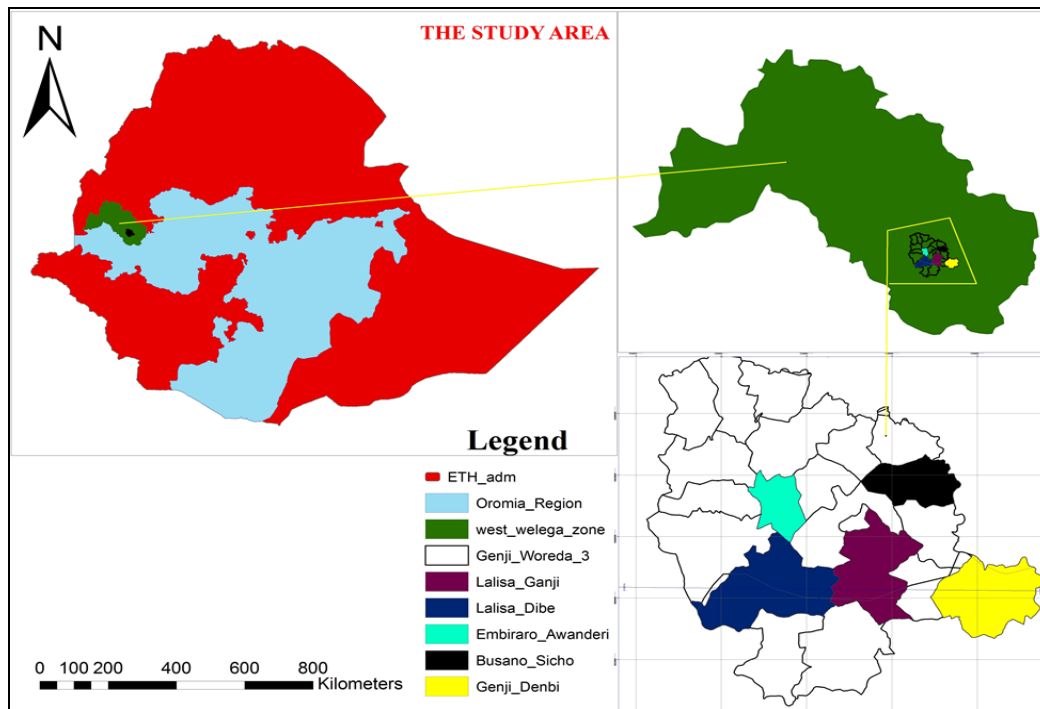 THE STUDY AREA
N
Legend
ETH_adm
Oromia_Region
west_welega_zone
Genji_Woreda_3
Lalisa_Ganji
Lalisa_Dibe
Embiraro_Awanderi
Busano_Sicho
Genji_Denbi
0 100 200 400 600 800
Kilometers